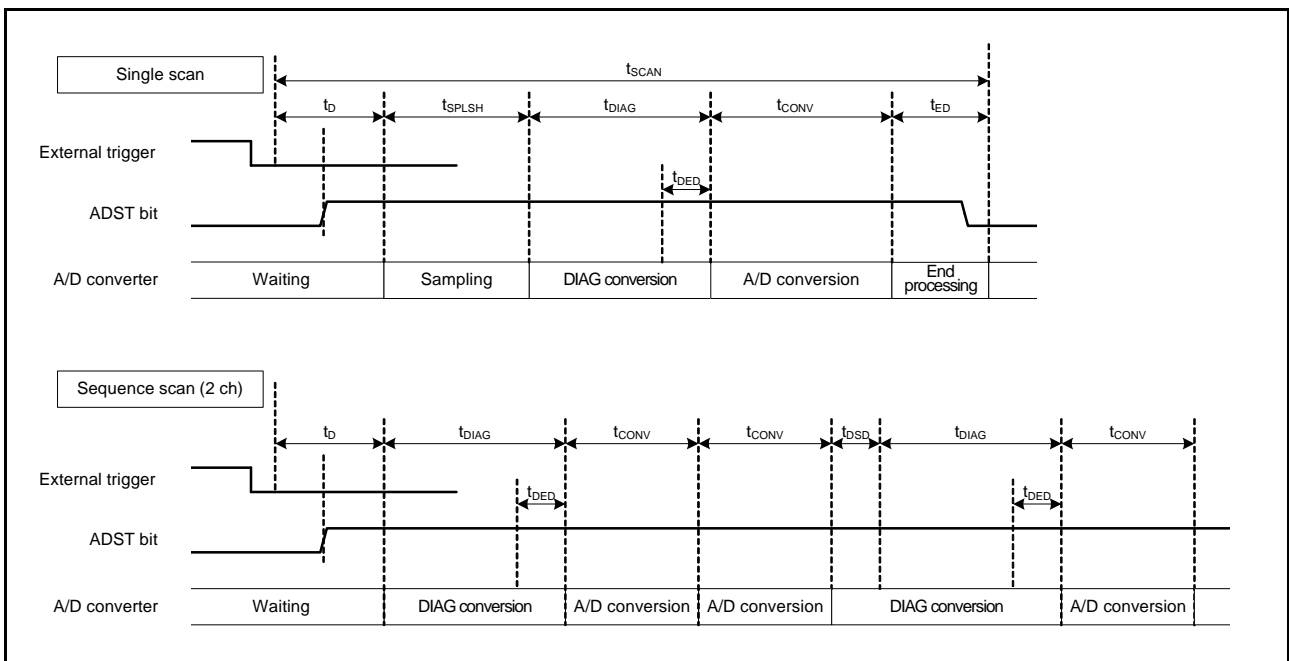 Single scan
tSCAN
tD tSPLSH tDIAG tCONV tED
External trigger
tDED
ADST bit
A/D converter Waiting Sampling DIAG conversion A/D conversion End processing
Sequence scan (2 ch)
tD tDIAG tCONV tCONV tDSD tDIAG tCONV
External trigger
tDED tDED
ADST bit
A/D converter Waiting DIAG conversion A/D conversion A/D conversion DIAG conversion A/D conversion